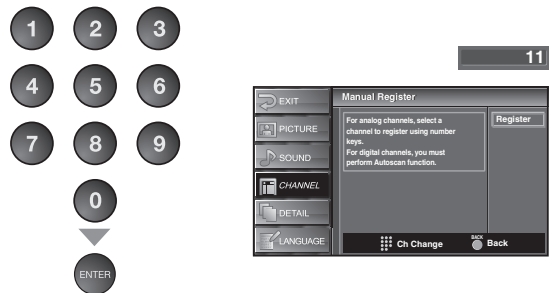 1 2 3
4 5 6
7 8 9
0
ENTER
11
EXIT
PICTURE
SOUND
CHANNEL
DETAIL
LANGUAGE
Manual Register
For analog channels, select a
channel to register using number
keys.
For digital channels, you must
perform Autoscan function.
Register
Ch Change
BACK
Back